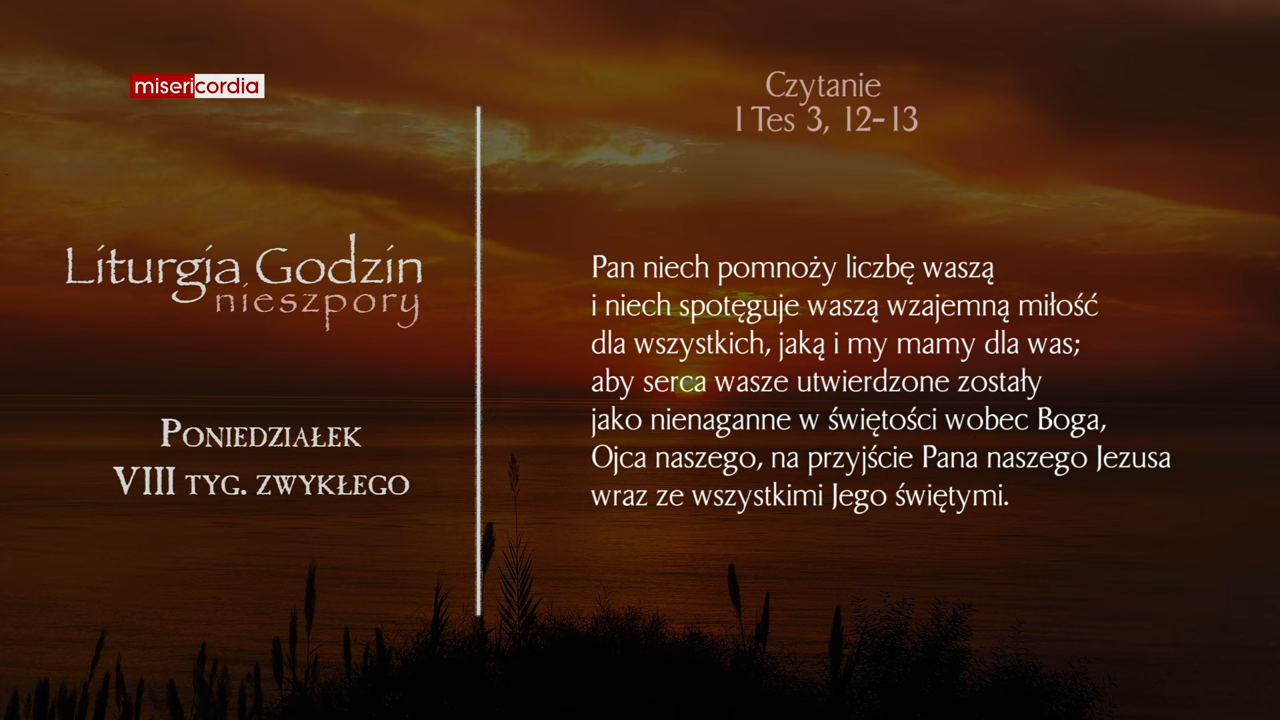 misericordia
Liturgia Godzin
nieszpory
Poniedziałek
VIII tyg. zwykłego
Czytanie
1 Tes 3, 12-13
Pan niech pomnoży liczbę waszą
i niech spotęguje waszą wzajemną miłość
dla wszystkich, jaką i my mamy dla was;
aby serca wasze utwierdzone zostały
jako nienaganne w świętości wobec Boga,
Ojca naszego, na przyjście Pana naszego Jezusa
wraz ze wszystkimi Jego świętymi.